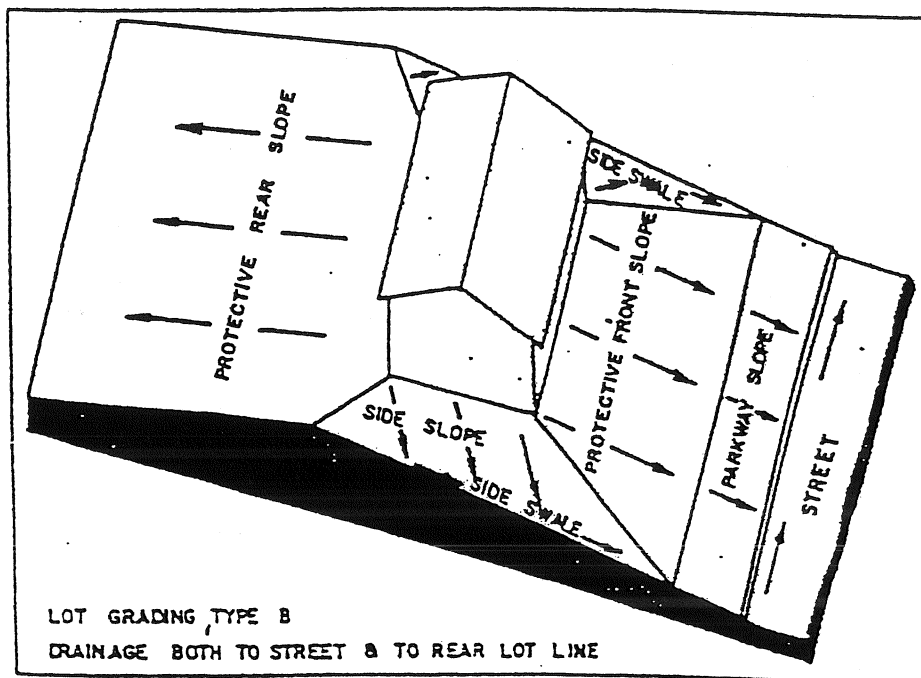 PROTECTIVE REAR SLOPE
SIDE SWALE
PROTECTIVE FRONT SLOPE
PARKWAY SLOPE
STREET
SIDE SLOPE
SIDE SWALE
LOT GRADING TYPE B
DRAINAGE BOTH TO STREET & TO REAR LOT LINE